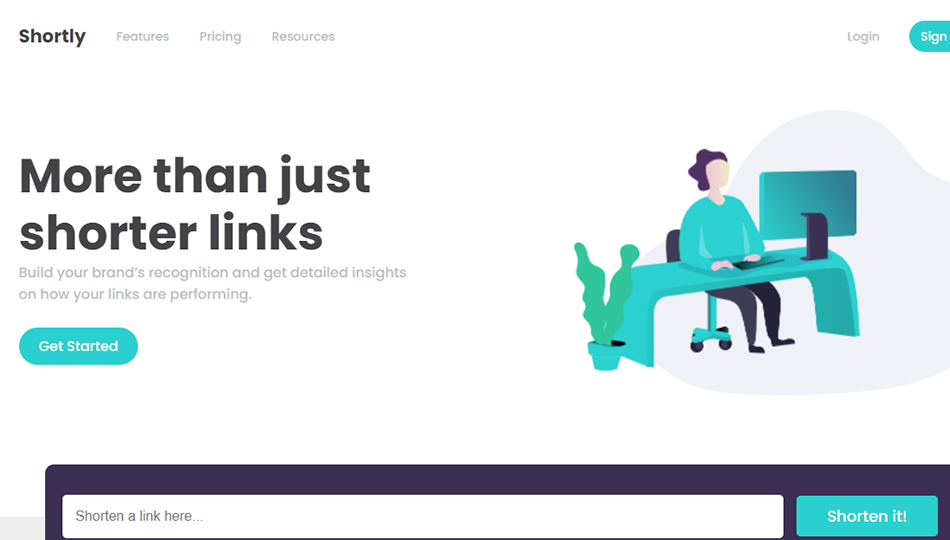 Shortly Features Pricing Resources Login Sign
More than just
shorter links
Build your brand’s recognition and get detailed insights
on how your links are performing.
Get Started
Shorten a link here... Shorten it!